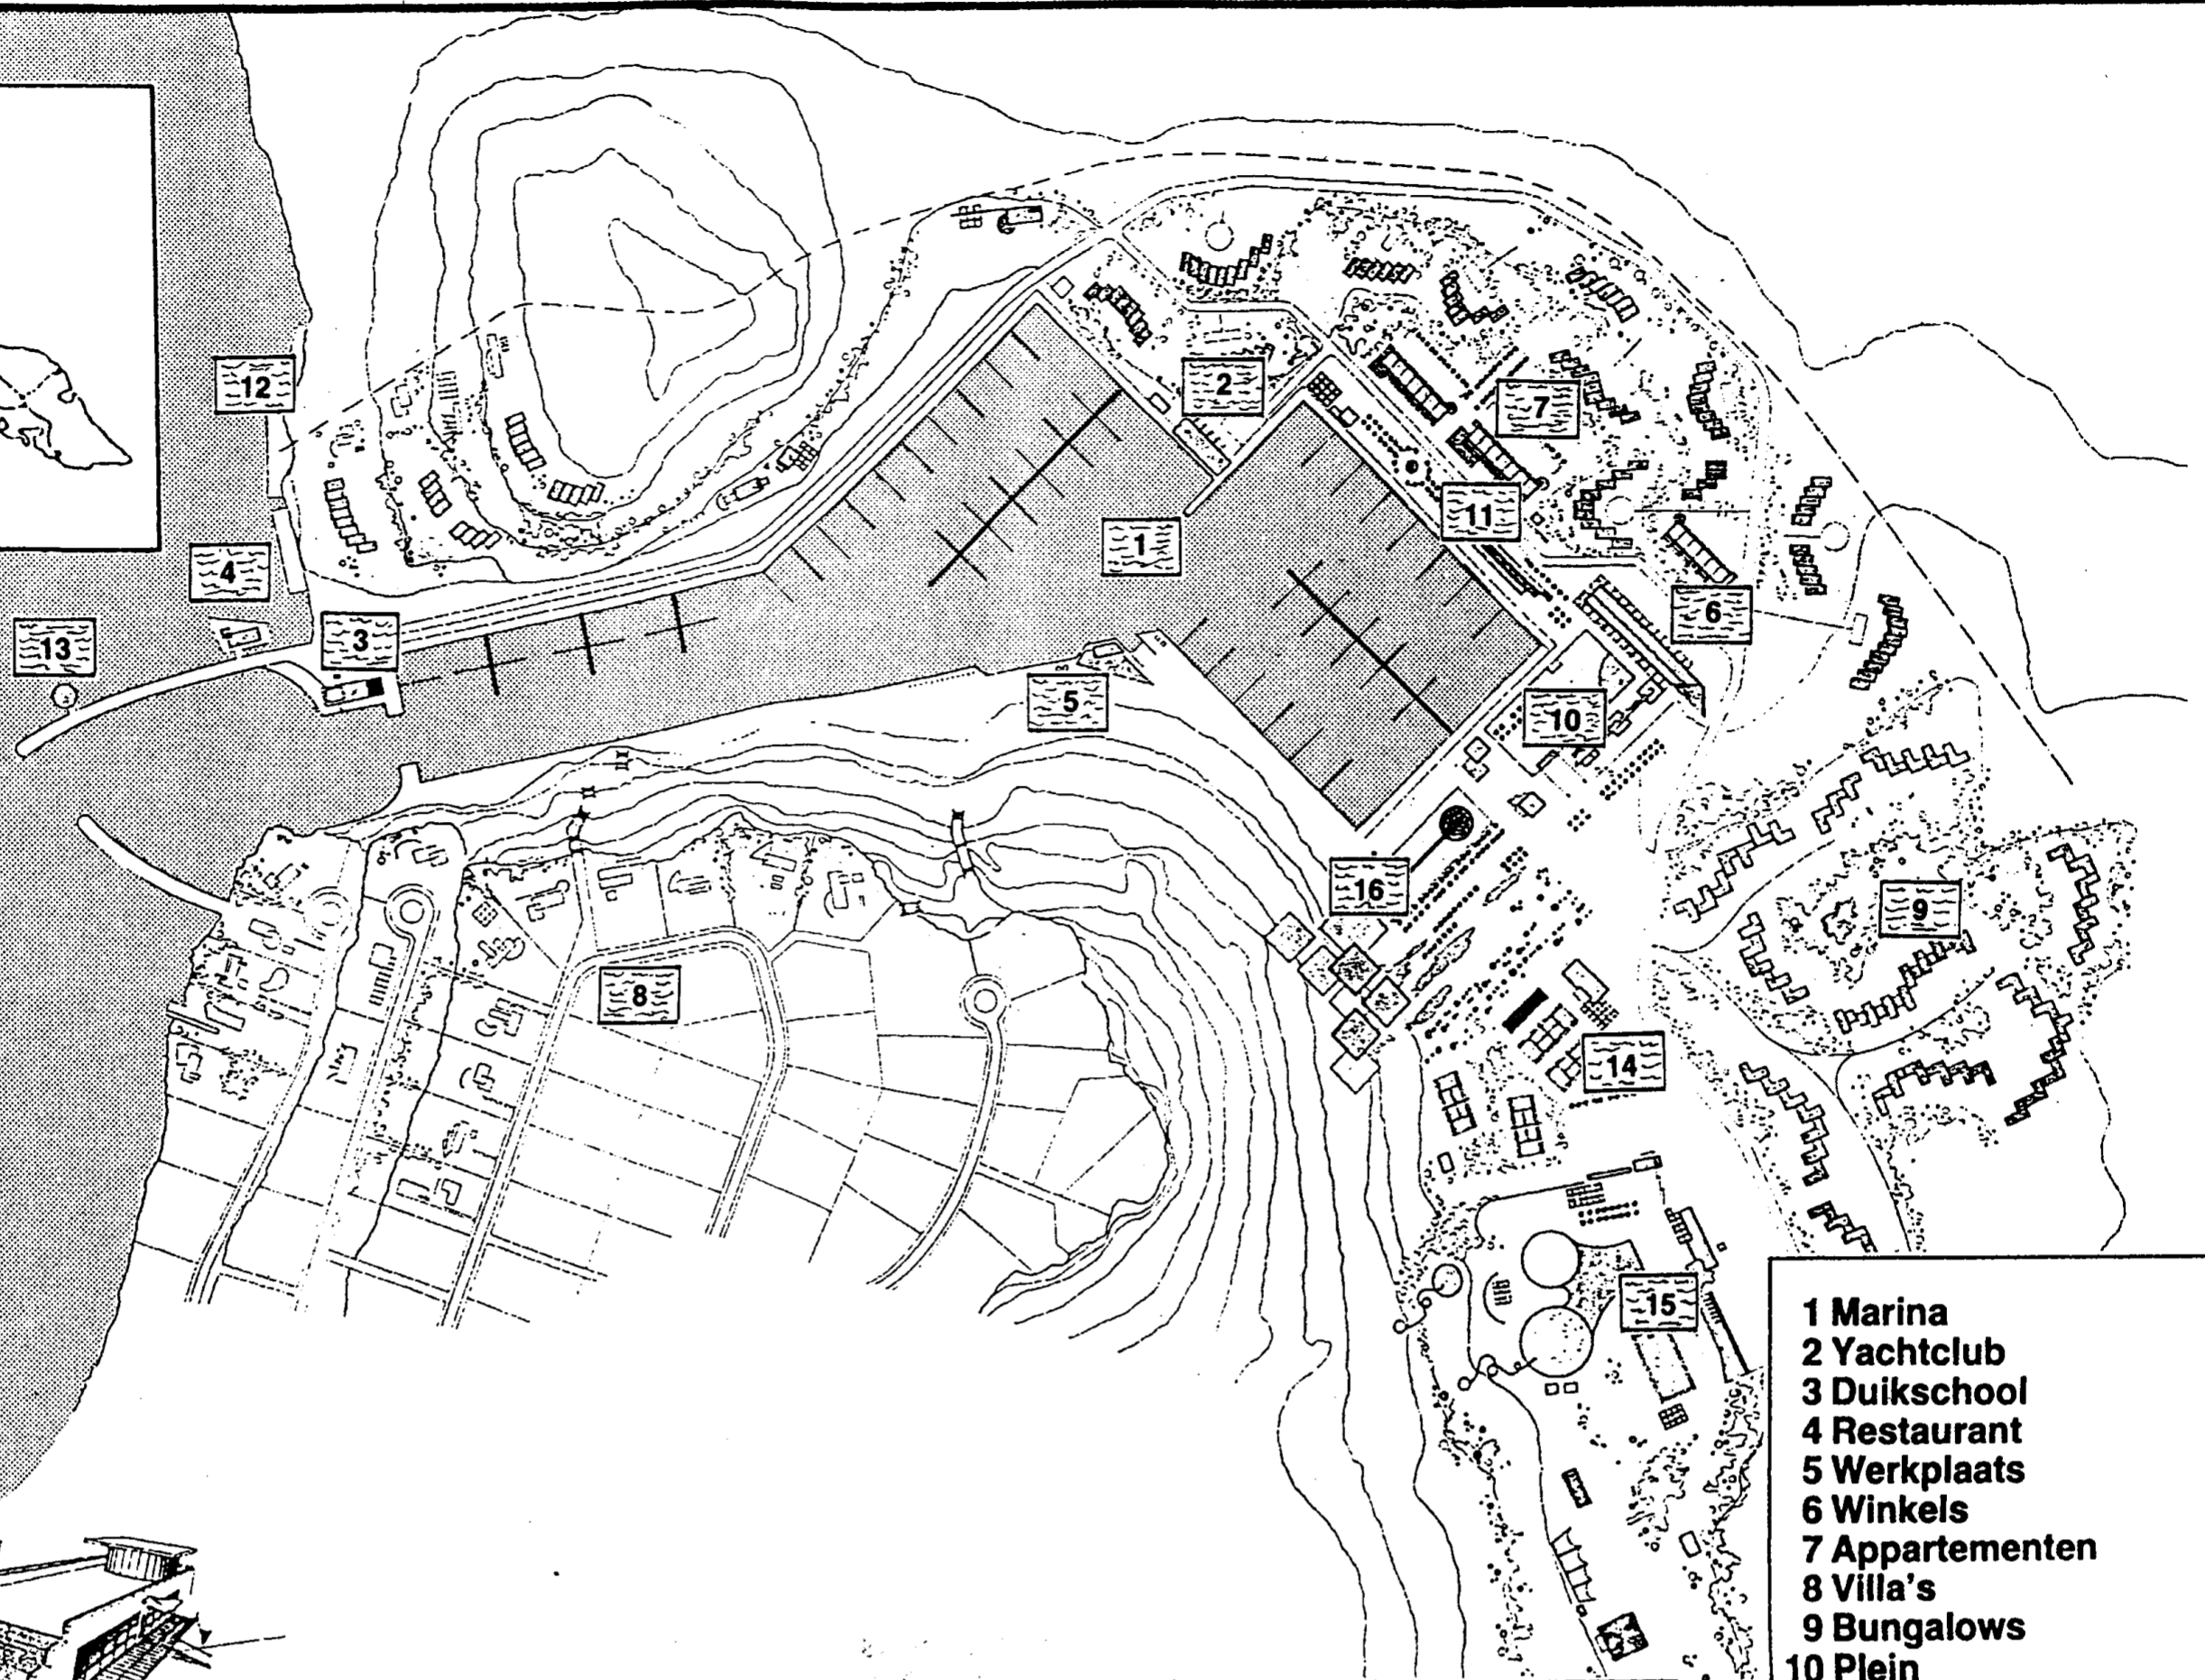 12
2
7
11
1
4
13
3
6
5
10
16
9
8
14
15
1 Marina
2 Yachtclub
3 Duikschool
4 Restaurant
5 Werkplaats
6 Winkels
7 Appartementen
8 Villa's
9 Bungalows
10 Plein